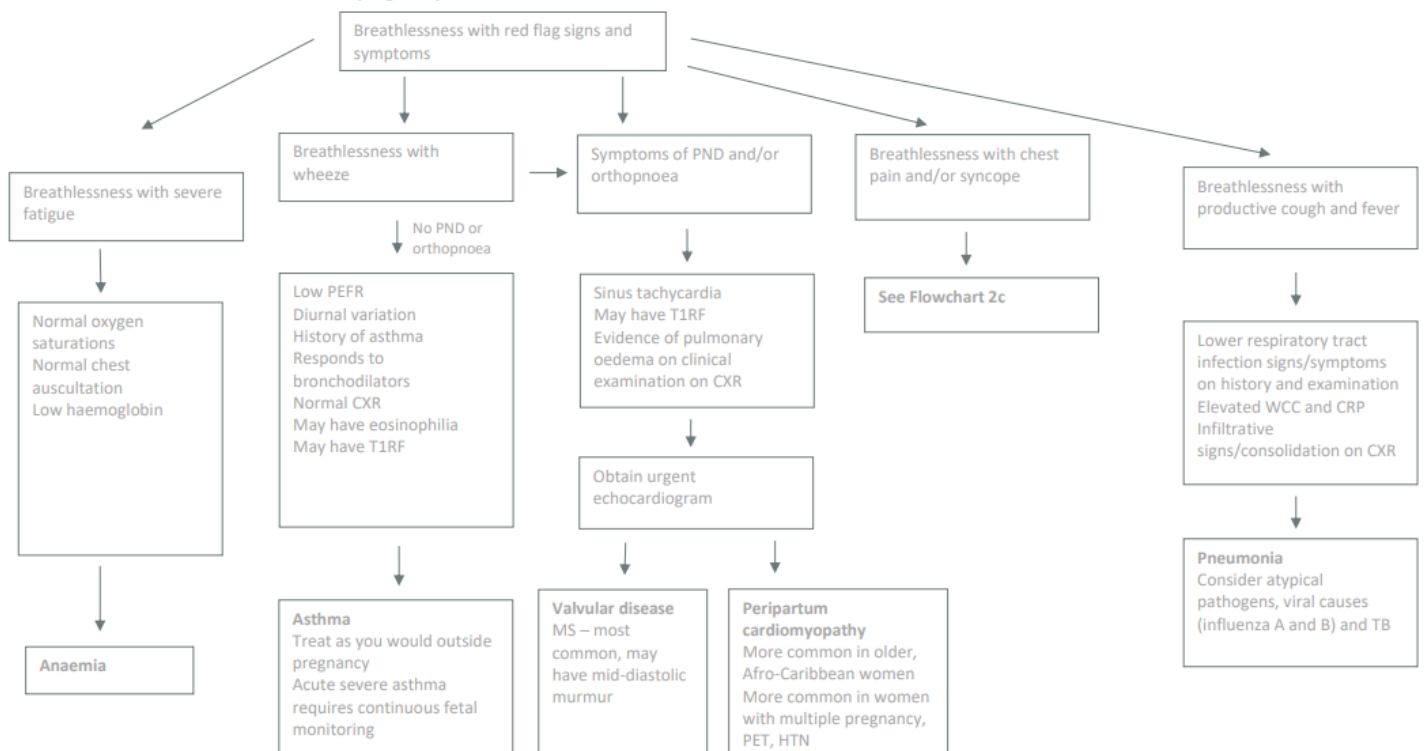 Breathlessness with red flag signs and
symptoms
Breathlessness with severe
fatigue
Breathlessness with
wheeze
Symptoms of PND and/or
orthopnoea
Breathlessness with chest
pain and/or syncope
Breathlessness with
productive cough and fever
No PND or
orthopnoea
Normal oxygen
saturations
Normal chest
auscultation
Low haemoglobin
Low PEFR
Diurnal variation
History of asthma
Responds to
bronchodilators
Normal CXR
May have eosinophilia
May have T1RF
Sinus tachycardia
May have T1RF
Evidence of pulmonary
oedema on clinical
examination on CXR
See Flowchart 2c
Lower respiratory tract
infection signs/symptoms
on history and examination
Elevated WCC and CRP
Infiltrative
signs/consolidation on CXR
Obtain urgent
echocardiogram
Anaemia
Asthma
Treat as you would outside
pregnancy
Acute severe asthma
requires continuous fetal
monitoring
Valvular disease
MS – most
common, may
have mid-diastolic
murmur
Peripartum
cardiomyopathy
More common in older,
Afro-Caribbean women
More common in women
with multiple pregnancy,
PET, HTN
Pneumonia
Consider atypical
pathogens, viral causes
(influenza A and B) and TB